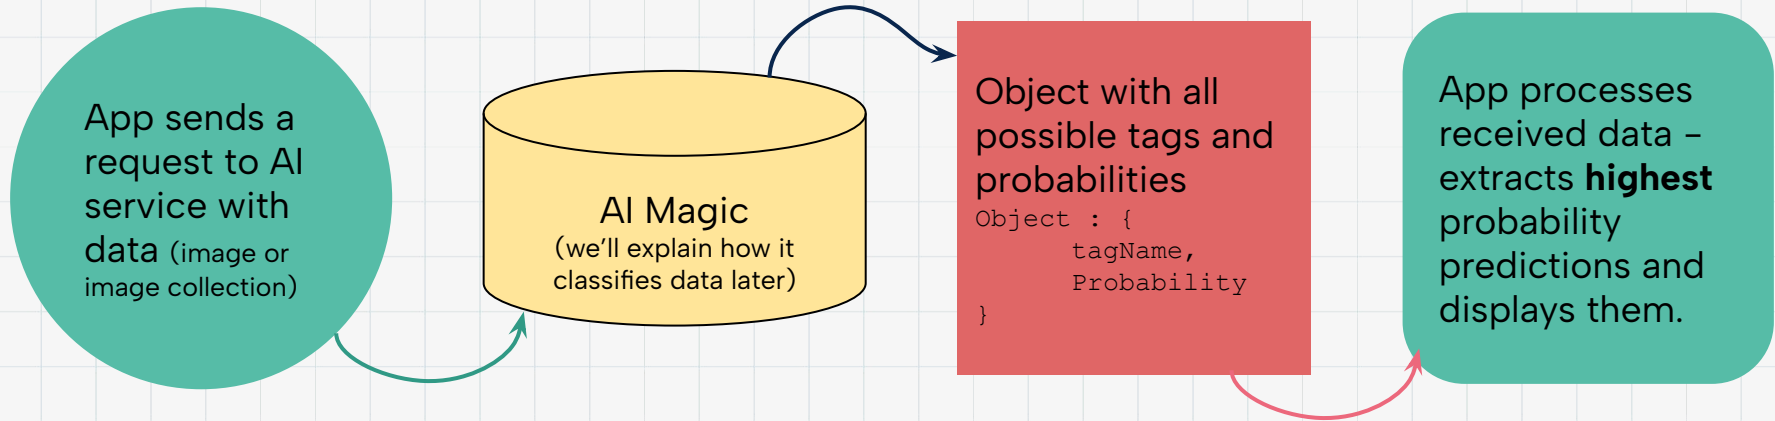 App sends a
request to AI
service with
data (image or
image collection)
AI Magic
(we'll explain how it
classifies data later)
Object with all
possible tags and
probabilities
Object : {
tagName,
Probability
}
App processes
received data –
extracts highest
probability
predictions and
displays them.